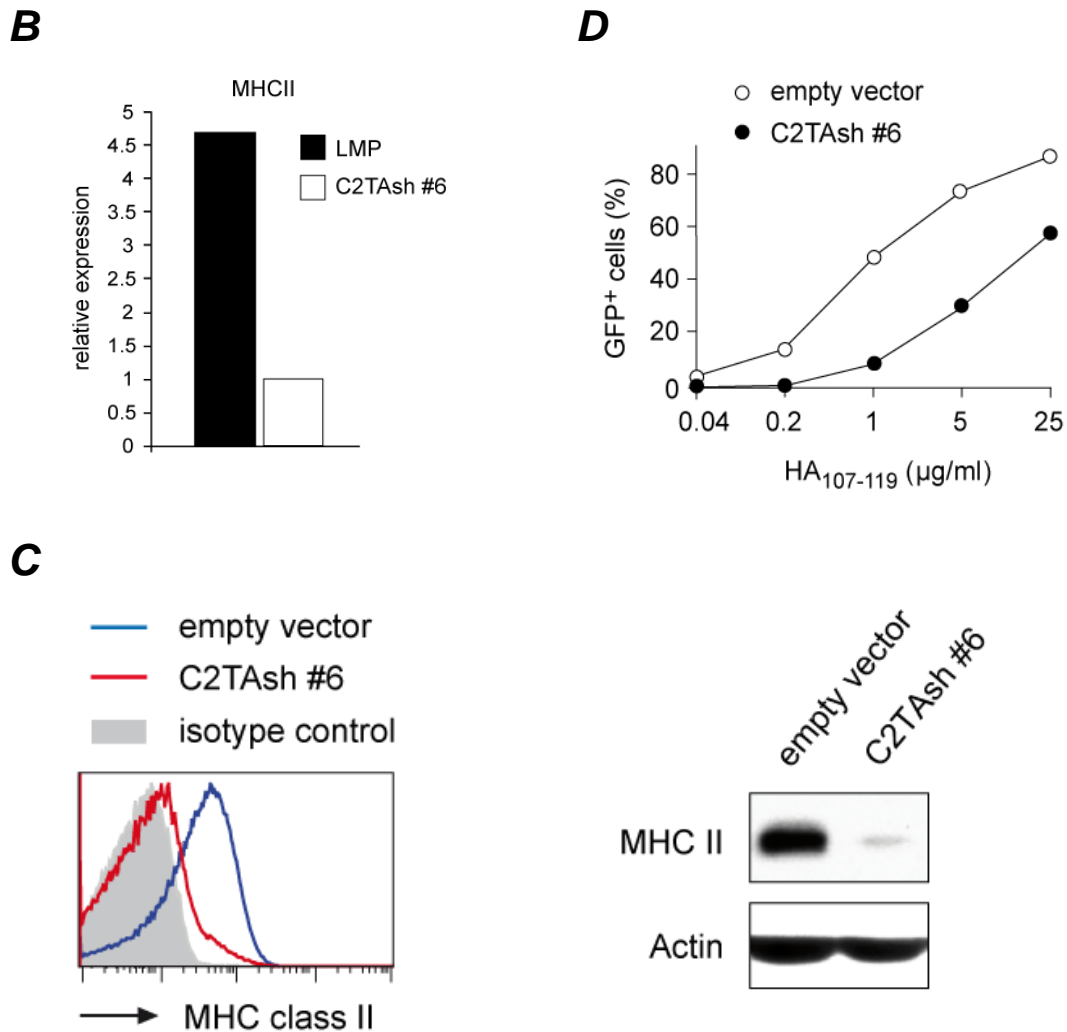 B
MHCII
5
4.5
4
3.5
3
2.5
2
1.5
1
0.5
0
relative expression
LMP
C2TAsh #6
D
empty vector
C2TAsh #6
80
60
40
20
0
GFP+ cells (%)
0.04 0.2 1 5 25
HA107-119 (µg/ml)
C
empty vector
C2TAsh #6
isotype control
MHC class II
empty vector
C2TAsh #6
MHC II
Actin